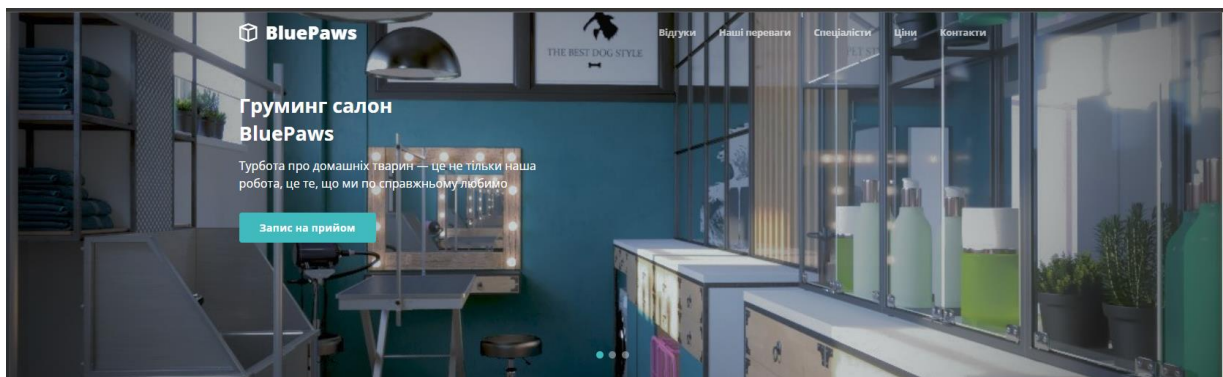 BluePaws
THE BEST DOG STYLE
Відгуки
Наші переваги
Спеціалісти
Ціни
Контакти
Груминг салон
BluePaws
Турбота про домашніх тварин — це не тільки наша
робота, це те, що ми по справжньому любимо
Запис на прийом